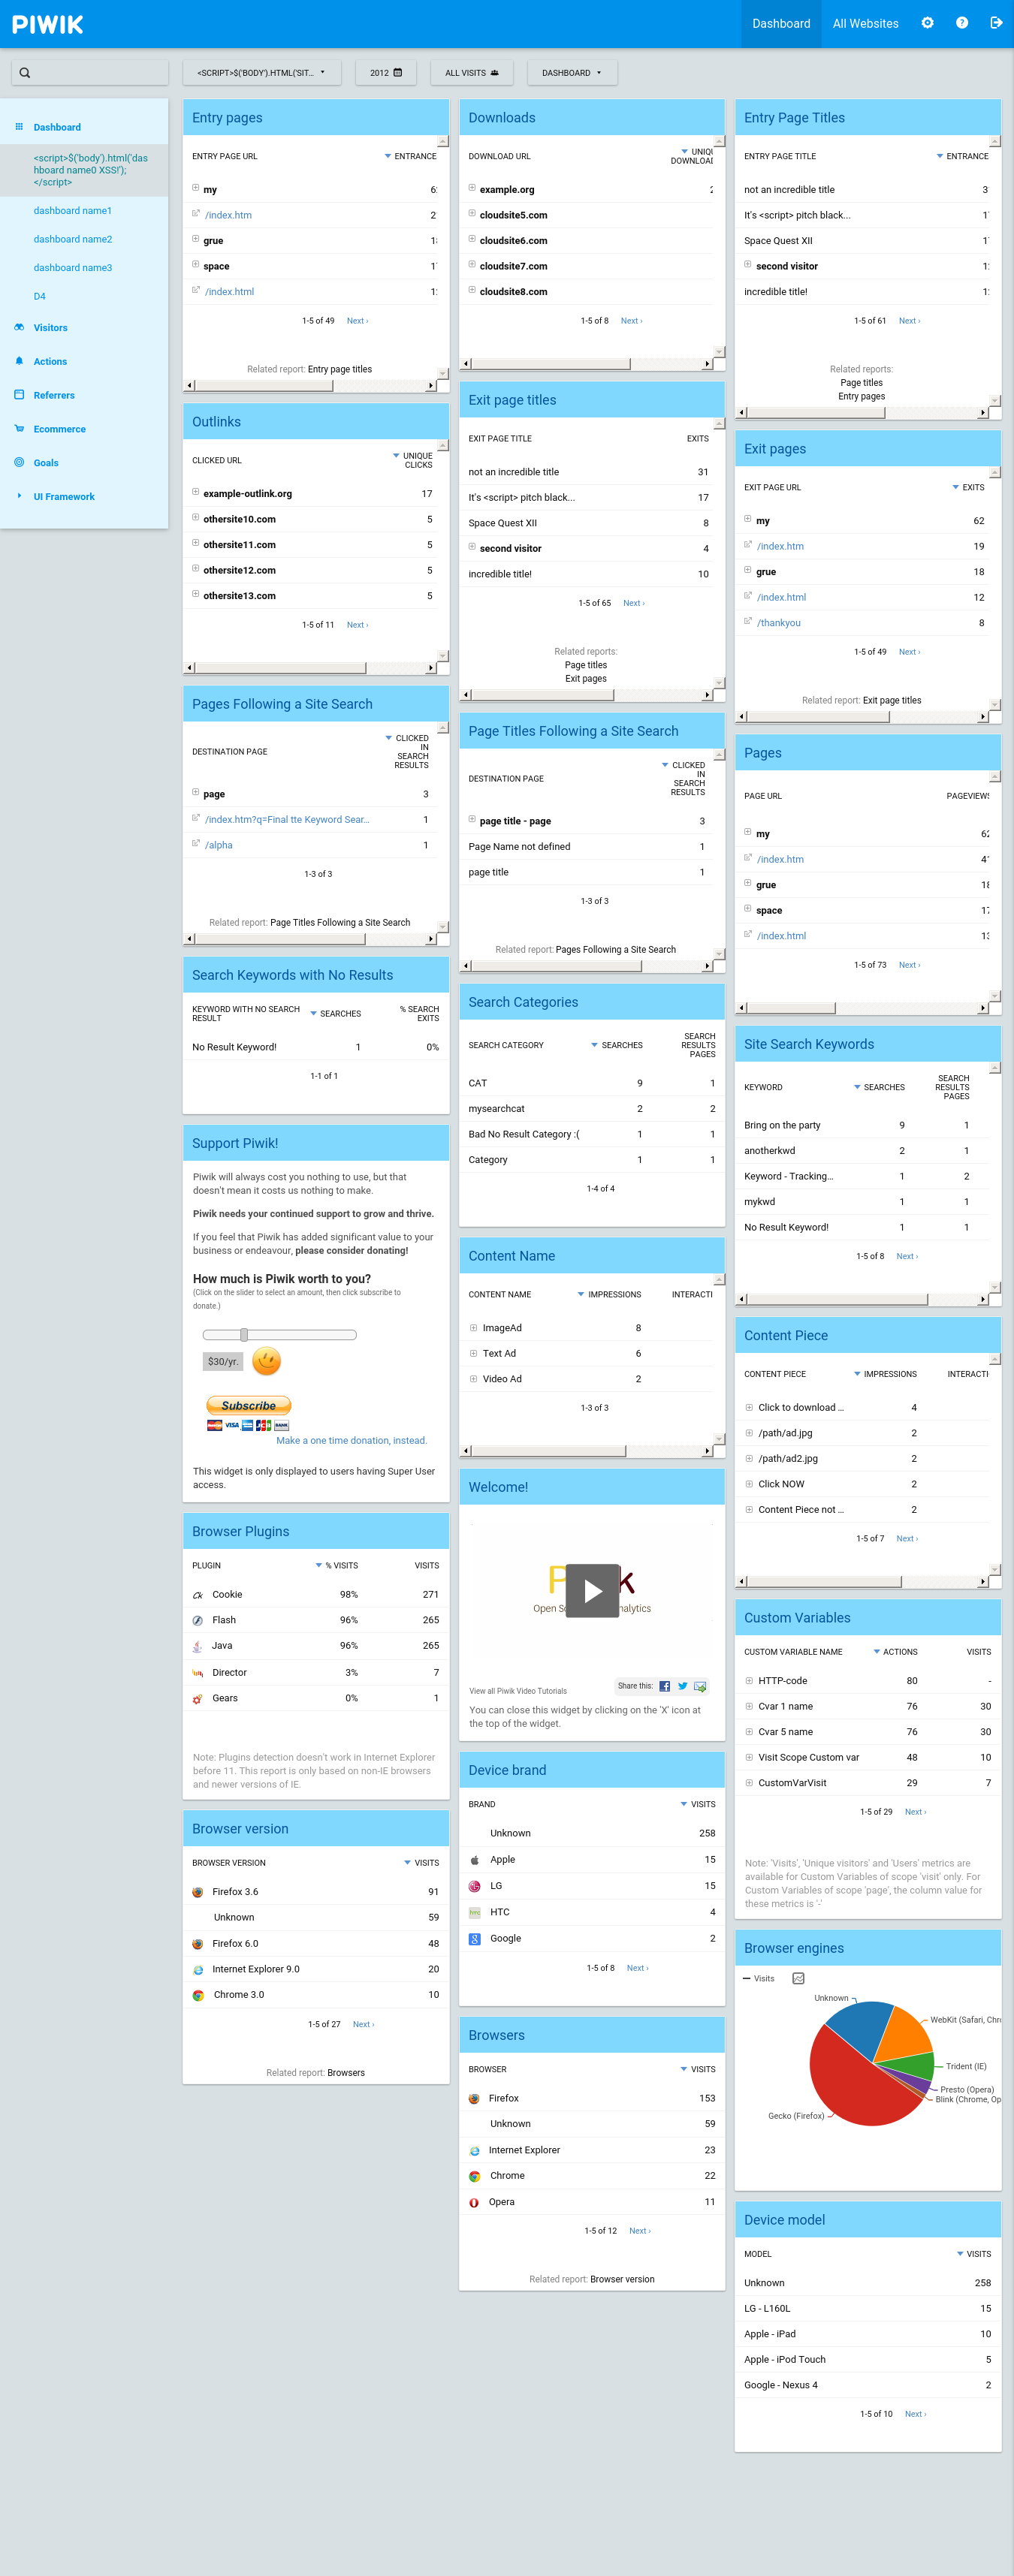 PIWIK
Dashboard
All Websites
<SCRIPT>$('BODY').HTML('SIT...
2012
ALL VISITS
DASHBOARD
Dashboard
<script>$('body').html('das
hboard name0 XSS!');
</script>
dashboard name1
dashboard name2
dashboard name3
D4
Visitors
Actions
Referrers
Ecommerce
Goals
UI Framework
Entry pages
ENTRY PAGE URL ENTRANCE
my
/index.htm
grue
space
/index.html
1-5 of 49 Next ›
Related report: Entry page titles
Outlinks
CLICKED URL UNIQUE
CLICKS
example-outlink.org 17
othersite10.com 5
othersite11.com 5
othersite12.com 5
othersite13.com 5
1-5 of 11 Next ›
Pages Following a Site Search
DESTINATION PAGE CLICKED
IN
SEARCH
RESULTS
page 3
/index.htm?q=Final tte Keyword Sear... 1
/alpha 1
1-3 of 3
Related report: Page Titles Following a Site Search
Search Keywords with No Results
KEYWORD WITH NO SEARCH
RESULT SEARCHES % SEARCH
EXITS
No Result Keyword! 1 0%
1-1 of 1
Support Piwik!
Piwik will always cost you nothing to use, but that
doesn't mean it costs us nothing to make.
Piwik needs your continued support to grow and thrive.
If you feel that Piwik has added significant value to your
business or endeavour, please consider donating!
How much is Piwik worth to you?
(Click on the slider to select an amount, then click subscribe to
donate.)
$30/yr.
Subscribe
VISA
Make a one time donation, instead.
This widget is only displayed to users having Super User
access.
Browser Plugins
PLUGIN % VISITS VISITS
Cookie 98% 271
Flash 96% 265
Java 96% 265
Director 3% 7
Gears 0% 1
Note: Plugins detection doesn't work in Internet Explorer
before 11. This report is only based on non-IE browsers
and newer versions of IE.
Browser version
BROWSER VERSION VISITS
Firefox 3.6 91
Unknown 59
Firefox 6.0 48
Internet Explorer 9.0 20
Chrome 3.0 10
1-5 of 27 Next ›
Related report: Browsers
Downloads
DOWNLOAD URL
example.org
cloudsite5.com
cloudsite6.com
cloudsite7.com
cloudsite8.com
1-5 of 8 Next ›
Exit page titles
EXIT PAGE TITLE EXITS
not an incredible title 31
It's <script> pitch black... 17
Space Quest XII 8
second visitor 4
incredible title! 10
1-5 of 65 Next ›
Related reports:
Page titles
Exit pages
Page Titles Following a Site Search
DESTINATION PAGE CLICKED
IN
SEARCH
RESULTS
page title - page 3
Page Name not defined 1
page title 1
1-3 of 3
Related report: Pages Following a Site Search
Search Categories
SEARCH CATEGORY SEARCHES SEARCH
RESULTS
PAGES
CAT 9 1
mysearchcat 2 2
Bad No Result Category :( 1 1
Category 1 1
1-4 of 4
Content Name
CONTENT NAME IMPRESSIONS INTERACTI
ImageAd 8
Text Ad 6
Video Ad 2
1-3 of 3
Welcome!
View all Piwik Video Tutorials
Share this:
You can close this widget by clicking on the 'X' icon at
the top of the widget.
Device brand
BRAND VISITS
Unknown 258
Apple 15
LG 15
HTC 4
Google 2
1-5 of 8 Next ›
Browsers
BROWSER VISITS
Firefox 153
Unknown 59
Internet Explorer 23
Chrome 22
Opera 11
1-5 of 12 Next ›
Related report: Browser version
Entry Page Titles
ENTRY PAGE TITLE ENTRANCE
not an incredible title
It's <script> pitch black...
Space Quest XII
second visitor
incredible title!
1-5 of 61 Next ›
Related reports:
Page titles
Entry pages
Exit pages
EXIT PAGE URL EXITS
my 62
/index.htm 19
grue 18
/index.html 12
/thankyou 8
1-5 of 49 Next ›
Related report: Exit page titles
Pages
PAGE URL PAGEVIEWS
my 62
/index.htm
grue 18
space 17
/index.html 13
1-5 of 73 Next ›
Site Search Keywords
KEYWORD SEARCHES SEARCH
RESULTS
PAGES
Bring on the party 9 1
anotherkwd 2 1
Keyword - Tracking... 1 2
mykwd 1 1
No Result Keyword! 1 1
1-5 of 8 Next ›
Content Piece
CONTENT PIECE IMPRESSIONS INTERACTI
Click to download ... 4
/path/ad.jpg 2
/path/ad2.jpg 2
Click NOW 2
Content Piece not ... 2
1-5 of 7 Next ›
Custom Variables
CUSTOM VARIABLE NAME ACTIONS VISITS
HTTP-code 80 -
Cvar 1 name 76 30
Cvar 5 name 76 30
Visit Scope Custom var 48 10
CustomVarVisit 29 7
1-5 of 29 Next ›
Note: 'Visits', 'Unique visitors' and 'Users' metrics are
available for Custom Variables of scope 'visit' only. For
Custom Variables of scope 'page', the column value for
these metrics is '-'
Browser engines
Visits
Unknown
WebKit (Safari, Chro
Trident (IE)
Presto (Opera)
Blink (Chrome, Op
Gecko (Firefox)
Device model
MODEL VISITS
Unknown 258
LG - L160L 15
Apple - iPad 10
Apple - iPod Touch 5
Google - Nexus 4 2
1-5 of 10 Next ›